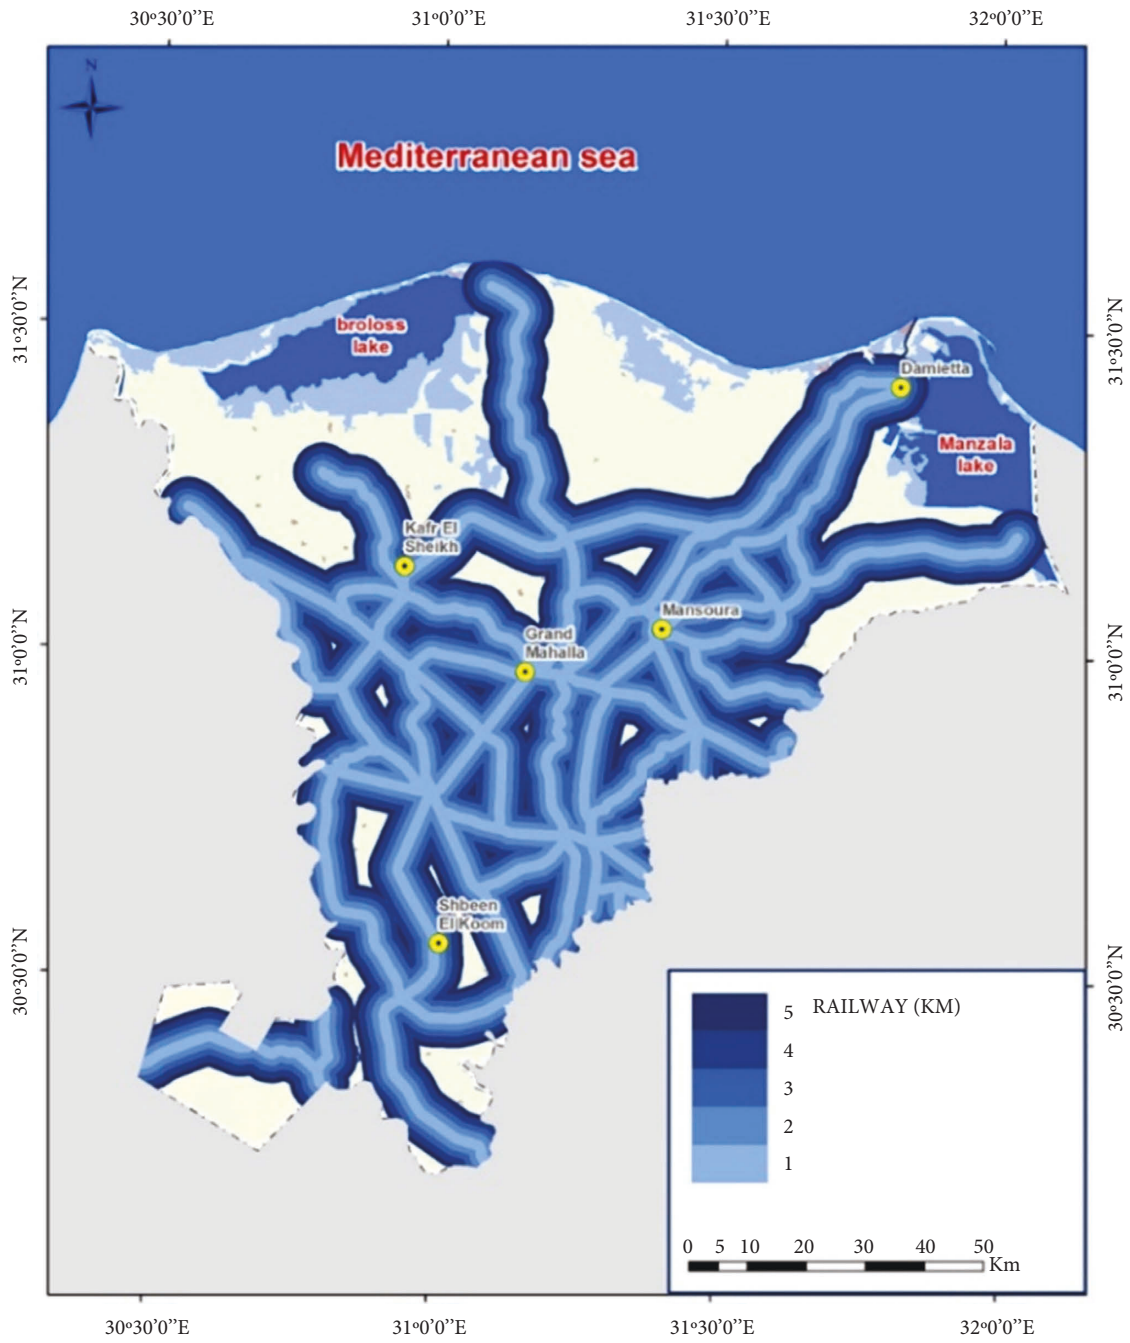 30°30'0''E 31°0'0''E 31°30'0''E 32°0'0''E
N
Mediterranean sea
31°30'0''N
31°30'0''N
broloss
lake
Damietta
Manzala
lake
Kafr El
Sheikh
Mansoura
Grand
Mahalla
31°0'0''N
31°0'0''N
Shbeen
El Koom
30°30'0''N
30°30'0''N
5 RAILWAY (KM)
4
3
2
1
0 5 10 20 30 40 50
Km
30°30'0''E 31°0'0''E 31°30'0''E 32°0'0''E